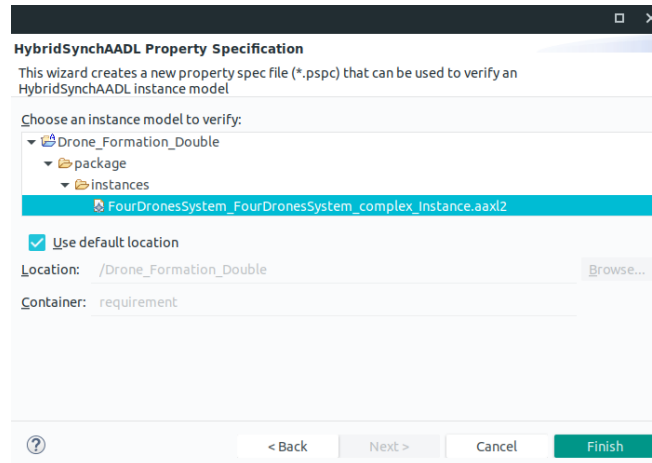 HybridSynchAADL Property Specification
This wizard creates a new property spec file (*.pspc) that can be used to verify an
HybridSynchAADL instance model
Choose an instance model to verify:
Drone_Formation_Double
package
instances
FourDronesSystem_FourDronesSystem_complex_Instance.aaxl2
Use default location
Location: /Drone_Formation_Double Browse...
Container: requirement
< Back Next > Cancel Finish